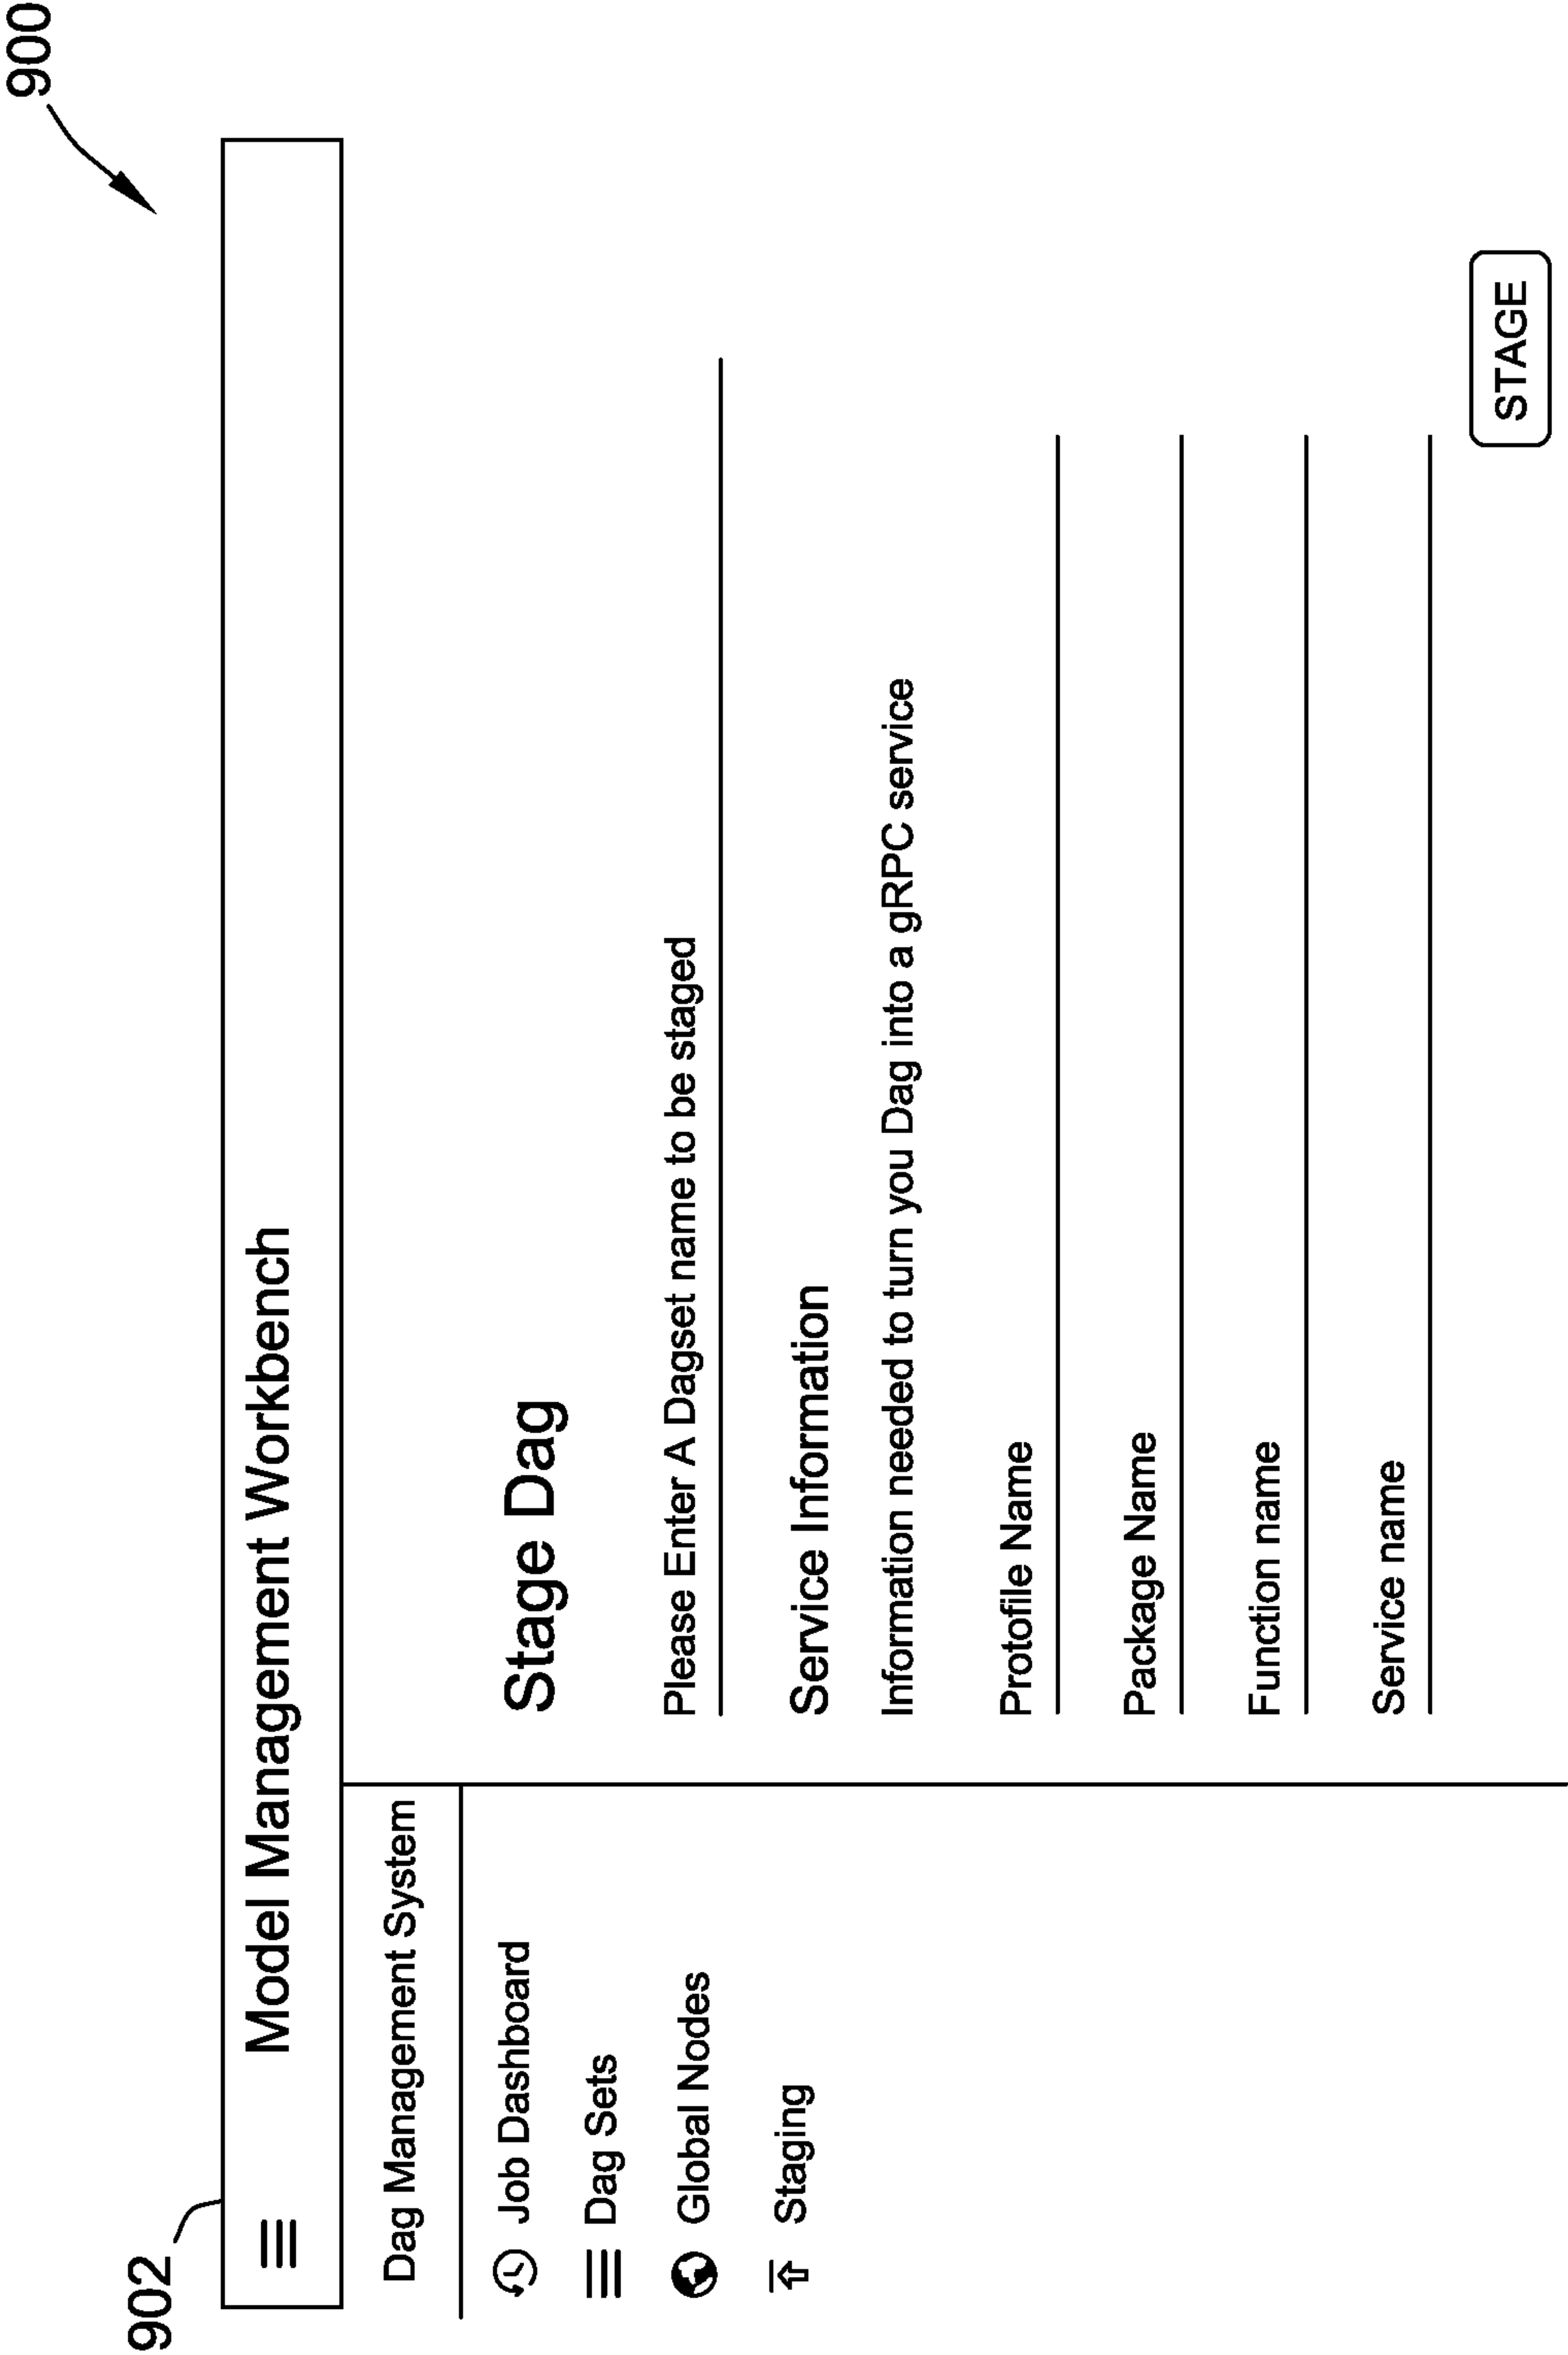 900
902
Model Management Workbench
Dag Management System
Job Dashboard
Dag Sets
Global Nodes
Staging
Stage Dag
Please Enter A Dagset name to be staged
Service Information
Information needed to turn you Dag into a gRPC service
Protofile Name
Package Name
Function name
Service name
STAGE